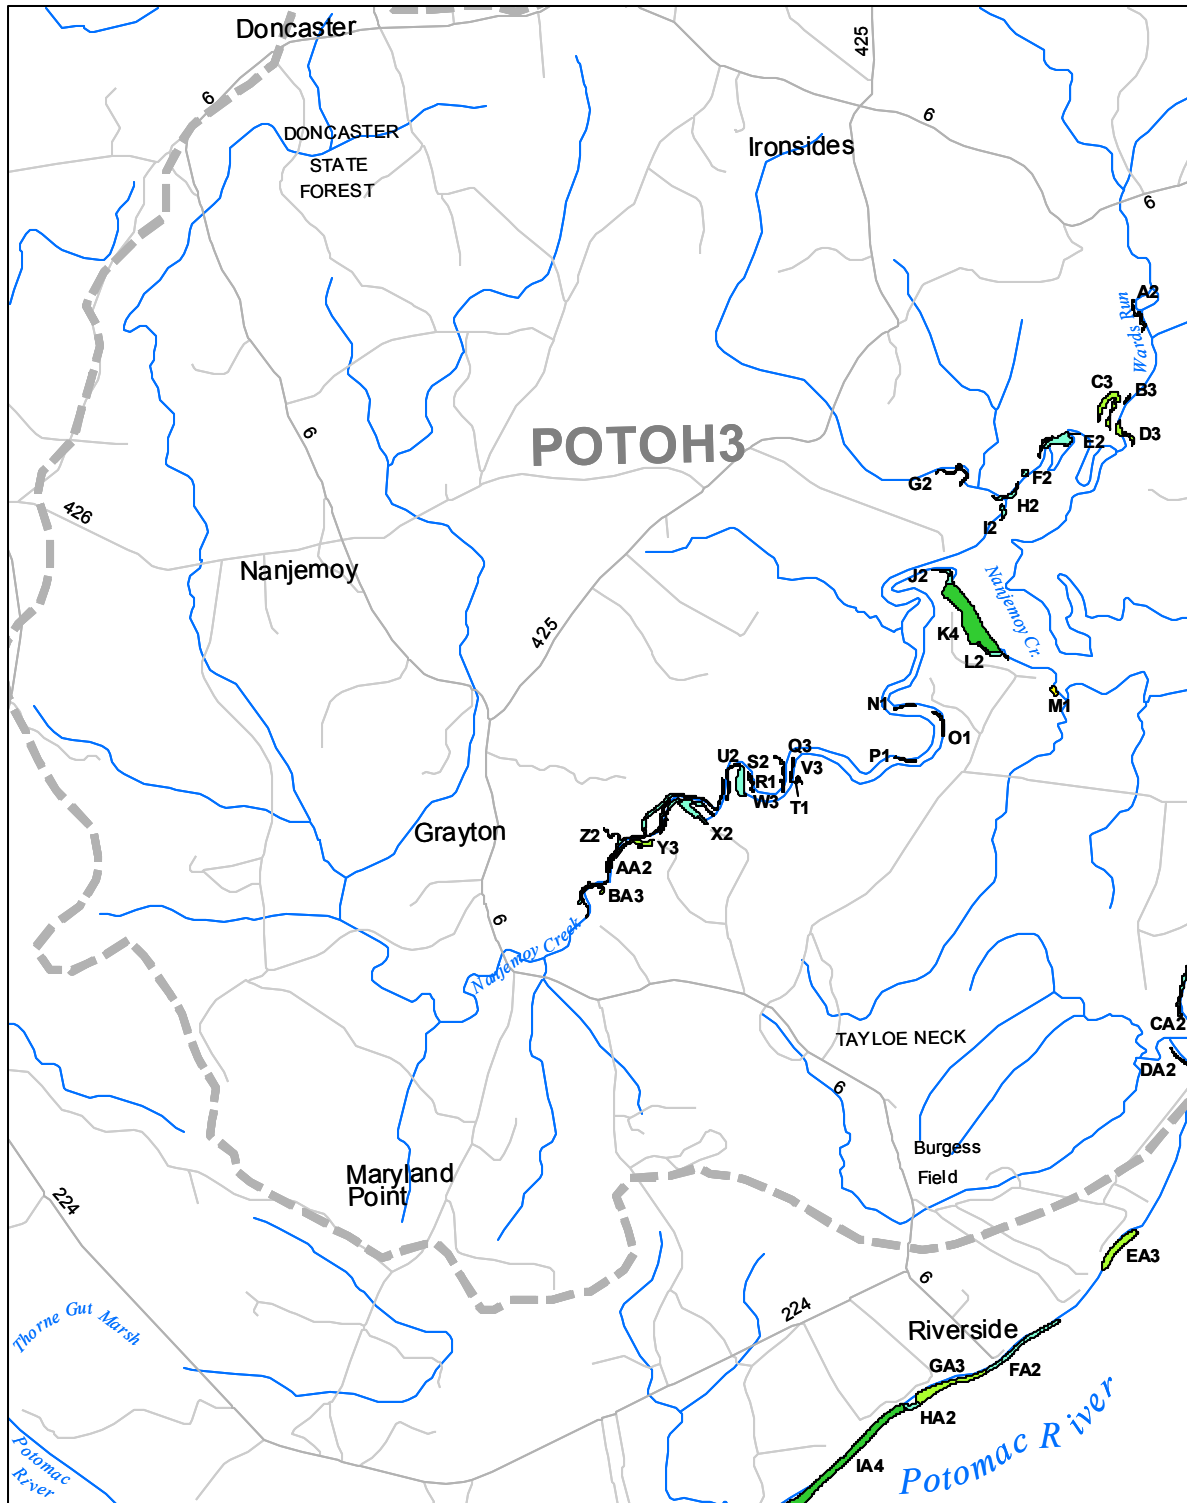 Doncaster
425
6
6
DONCASTER
STATE
FOREST
Ironsides
6
A2
Wards Run
C3
B3
D3
E2
6
POTOH3
G2
F2
H2
I2
426
Nanjemoy
J2
Nanjemoy Cr.
425
K4
L2
N1
M1
O1
Q3
U2
S2
P1
V3
R1
W3
T1
Grayton
Z2
X2
Y3
AA2
BA3
6
Nanjemoy Creek
CA2
TAYLOE NECK
DA2
6
Burgess
Field
Maryland
Point
224
EA3
6
224
Thorne Gut Marsh
Riverside
GA3
FA2
HA2
IA4
Potomac River
Potomac
River